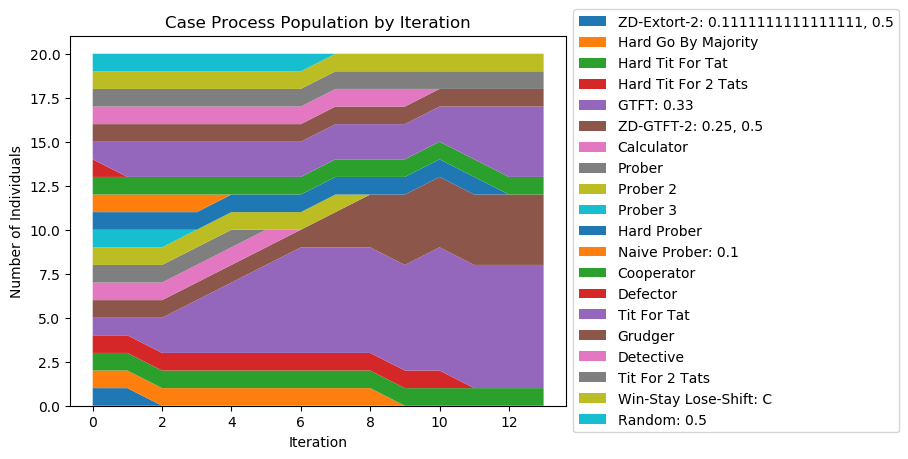 Case Process Population by Iteration
Number of Individuals
20.0
17.5
15.0
12.5
10.0
7.5
5.0
2.5
0.0
0 2 4 6 8 10 12
Iteration
ZD-Extort-2: 0.1111111111111111, 0.5
Hard Go By Majority
Hard Tit For Tat
Hard Tit For 2 Tats
GTFT: 0.33
ZD-GTFT-2: 0.25, 0.5
Calculator
Prober
Prober 2
Prober 3
Hard Prober
Naive Prober: 0.1
Cooperator
Defector
Tit For Tat
Grudger
Detective
Tit For 2 Tats
Win-Stay Lose-Shift: C
Random: 0.5